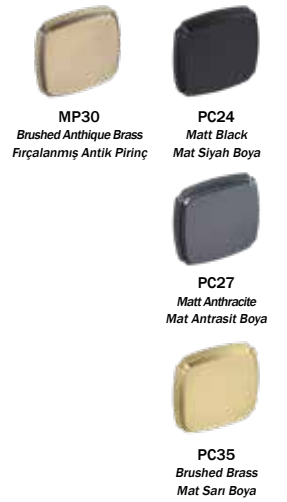 MP30
Brushed Anthique Brass
Fırçalanmış Antik Pirinç
PC24
Matt Black
Mat Siyah Boya
PC27
Matt Anthracite
Mat Antrasit Boya
PC35
Brushed Brass
Mat Sarı Boya